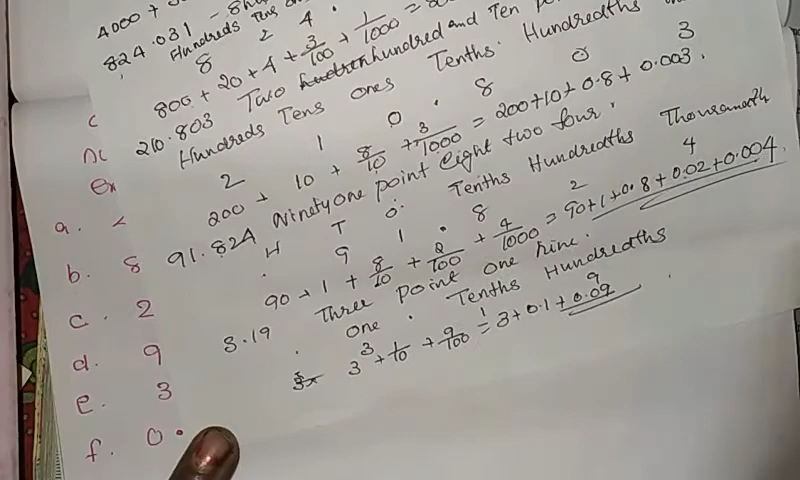 4000 +
824.031 -
Hundreds Tens
8 2 4 .
800 + 20 + 4 + 3/100 + 1/1000 =
210.803 Two hundred and Ten
Hundreds Tens ones Tenths. Hundredths
2 1 0 . 8 0 3
200 + 10 + 8/10 + 3/1000 = 200+10+0.8+0.003.
91.824 Ninety one point eight two four.
H T O. Tenths Hundredths Thousandth
. 9 1 . 8 2 4
90 + 1 + 8/10 + 2/100 + 4/1000 = 90+1+0.8+0.02+0.004.
3.19 Three point one nine.
. one . Tenths Hundredths
3 1 9
3 + 1/10 + 9/100 = 3+0.1+0.09
c
a.
b. 8
c. 2
d. 9
e. 3
f. 0.